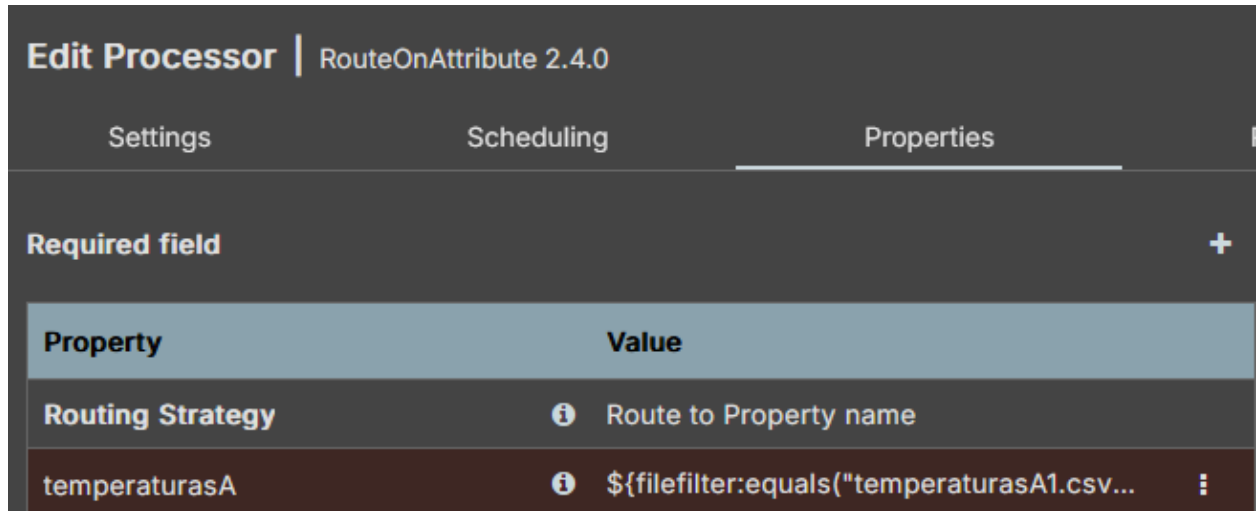 Edit Processor | RouteOnAttribute 2.4.0
Settings Scheduling Properties
Required field +
Property Value
Routing Strategy Route to Property name
temperaturasA ${filefilter:equals("temperaturasA1.csv...